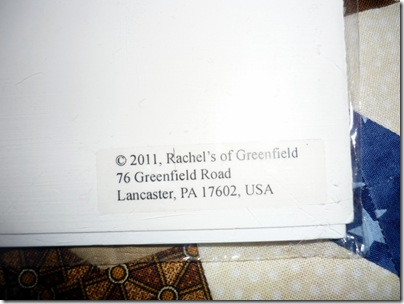 © 2011, Rachel's of Greenfield
76 Greenfield Road
Lancaster, PA 17602, USA